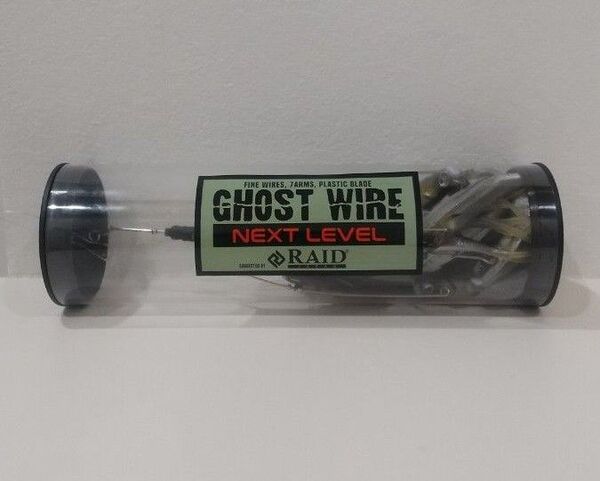 FINE WIRES, 7ARMS, PLASTIC BLADE
GHOST WIRE
NEXT LEVEL
RAID